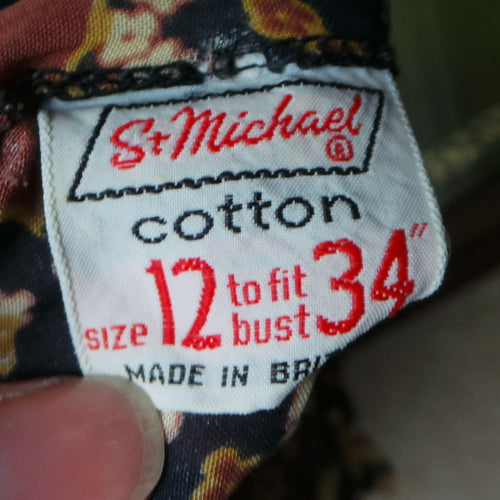 St Michael ®
cotton
size 12 to fit bust 34"
MADE IN BRI